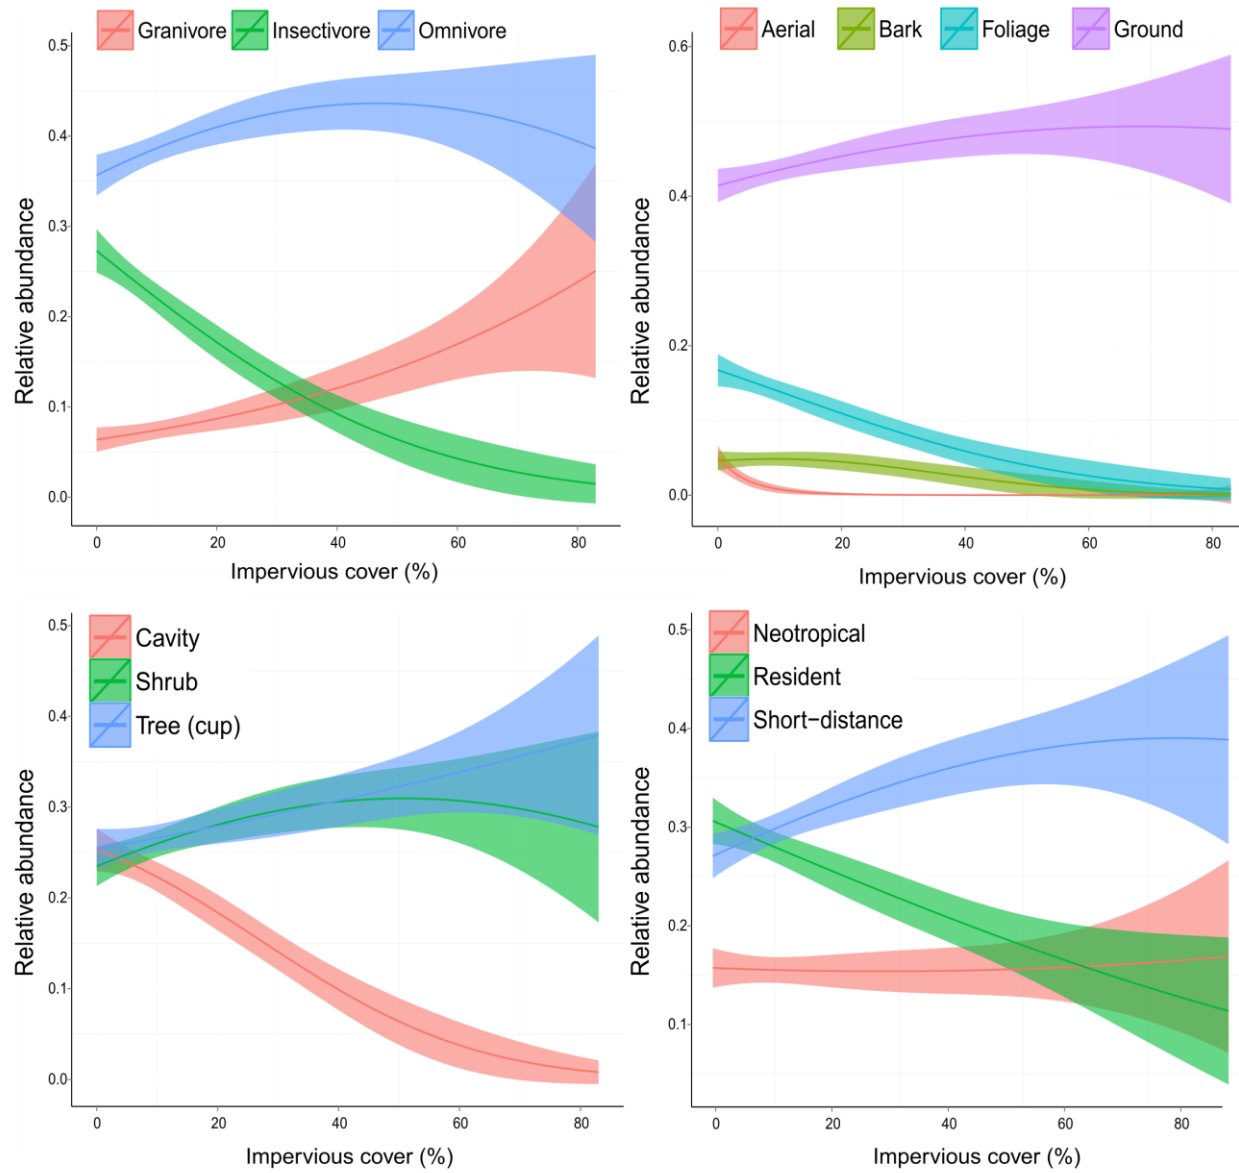 Granivore Insectivore Omnivore
0.5
0.4
0.3
0.2
0.1
0.0
Relative abundance
0 20 40 60 80
Impervious cover (%)
Aerial Bark Foliage Ground
0.6
0.4
0.2
0.0
Relative abundance
0 20 40 60 80
Impervious cover (%)
Cavity
Shrub
Tree (cup)
0.5
0.4
0.3
0.2
0.1
0.0
Relative abundance
0 20 40 60 80
Impervious cover (%)
Neotropical
Resident
Short−distance
0.5
0.4
0.3
0.2
0.1
Relative abundance
0 20 40 60 80
Impervious cover (%)